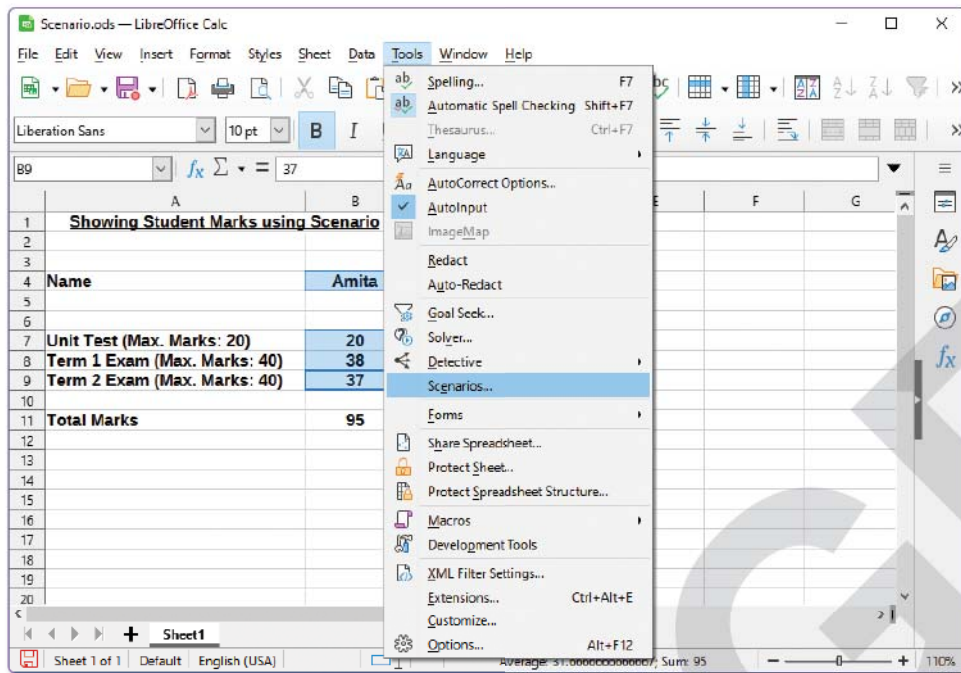 Scenario.ods — LibreOffice Calc
File Edit View Insert Format Styles Sheet Data Tools Window Help
Liberation Sans 10 pt B I
B9 fx Σ = 37
A B E F G
1 Showing Student Marks using Scenario
2
3
4 Name Amita
5
6
7 Unit Test (Max. Marks: 20) 20
8 Term 1 Exam (Max. Marks: 40) 38
9 Term 2 Exam (Max. Marks: 40) 37
10
11 Total Marks 95
12
13
14
15
16
17
18
19
20
Spelling... F7
Automatic Spell Checking Shift+F7
Thesaurus... Ctrl+F7
Language
AutoCorrect Options...
AutoInput
ImageMap
Redact
Auto-Redact
Goal Seek...
Solver...
Detective
Scenarios...
Forms
Share Spreadsheet...
Protect Sheet...
Protect Spreadsheet Structure...
Macros
Development Tools
XML Filter Settings...
Extensions... Ctrl+Alt+E
Customize...
Options... Alt+F12
Sheet1
Sheet 1 of 1 Default English (USA) Sum: 95 110%